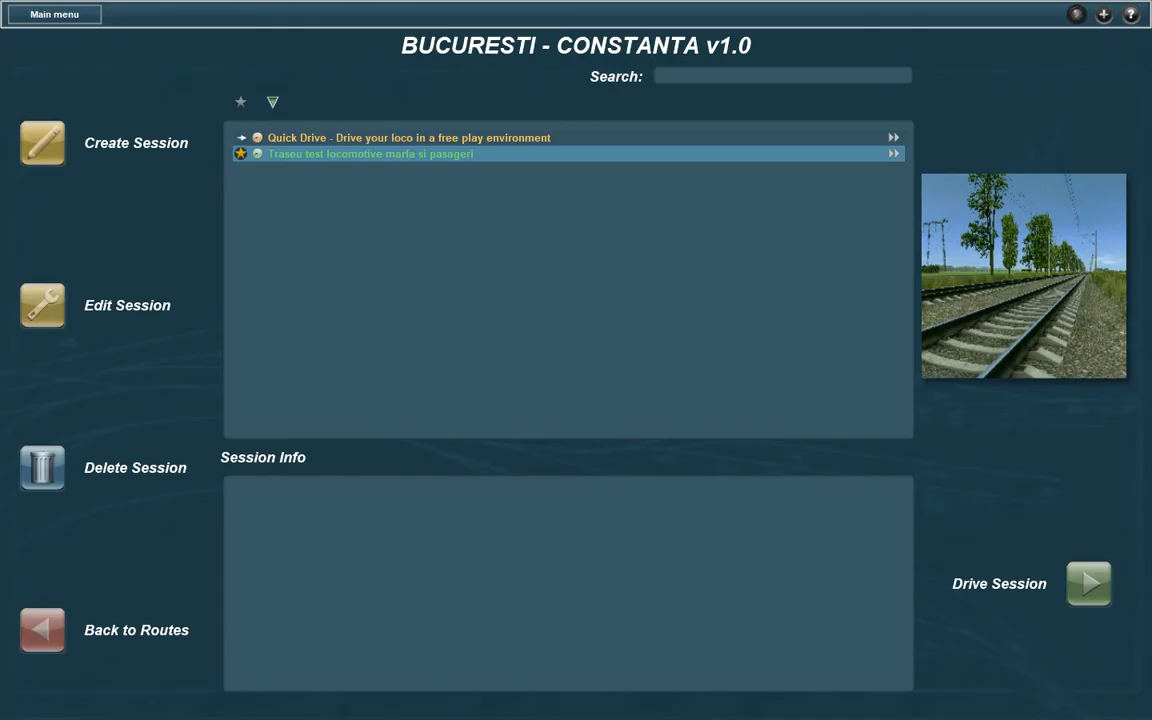 Main menu
?
BUCURESTI - CONSTANTA v1.0
Search:
Create Session
Quick Drive - Drive your loco in a free play environment
Traseu test locomotive marfa si pasageri
Edit Session
Session Info
Delete Session
Drive Session
Back to Routes